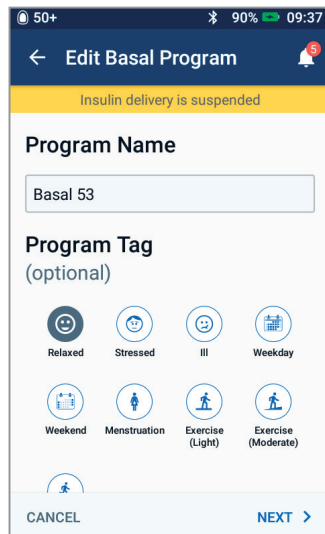 50+ 90% 09:37
Edit Basal Program 5
Insulin delivery is suspended
Program Name
Basal 53
Program Tag
(optional)
Relaxed Stressed Ill Weekday
Weekend Menstruation Exercise Exercise
(Light) (Moderate)
CANCEL NEXT